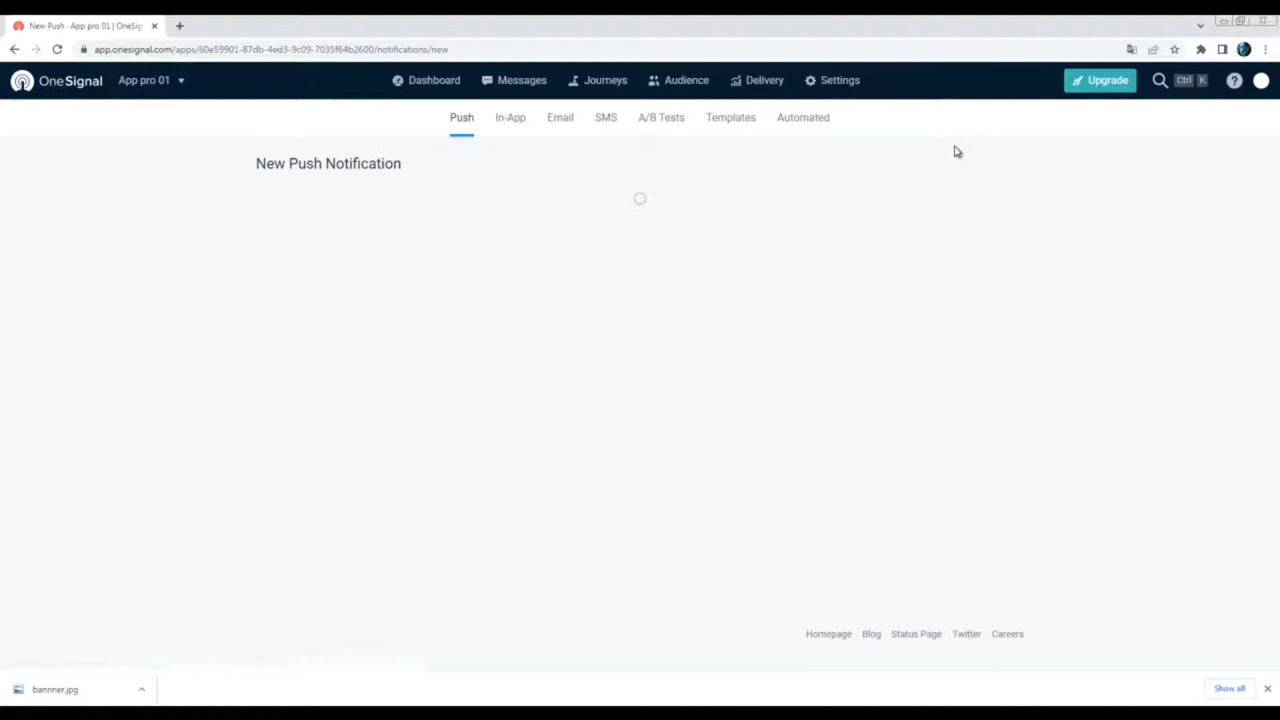 New Push - App pro 01 | OneSig
app.onesignal.com/apps/60e59901-87db-4ed3-9c09-7035f64b2600/notifications/new
OneSignal App pro 01 Dashboard Messages Journeys Audience Delivery Settings Upgrade Ctrl K
Push In-App Email SMS A/B Tests Templates Automated
New Push Notification
Homepage Blog Status Page Twitter Careers
bannner.jpg Show all